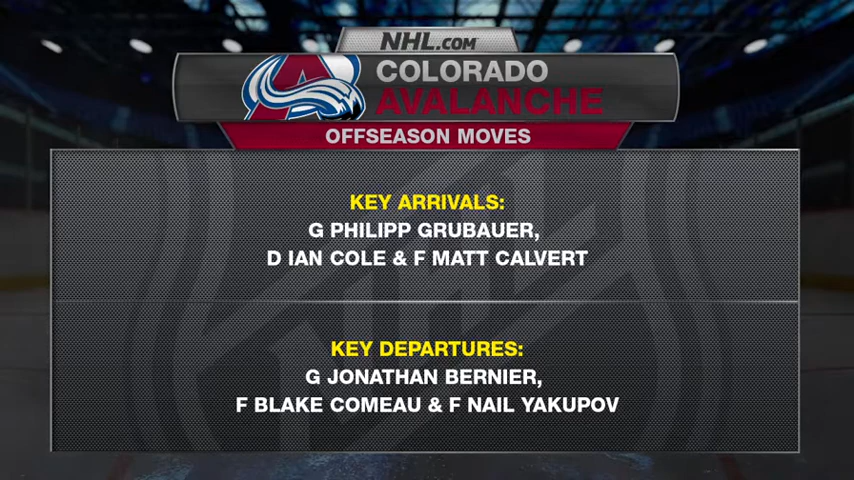 NHL.COM
COLORADO
AVALANCHE
OFFSEASON MOVES
KEY ARRIVALS:
G PHILIPP GRUBAUER,
D IAN COLE & F MATT CALVERT
KEY DEPARTURES:
G JONATHAN BERNIER,
F BLAKE COMEAU & F NAIL YAKUPOV